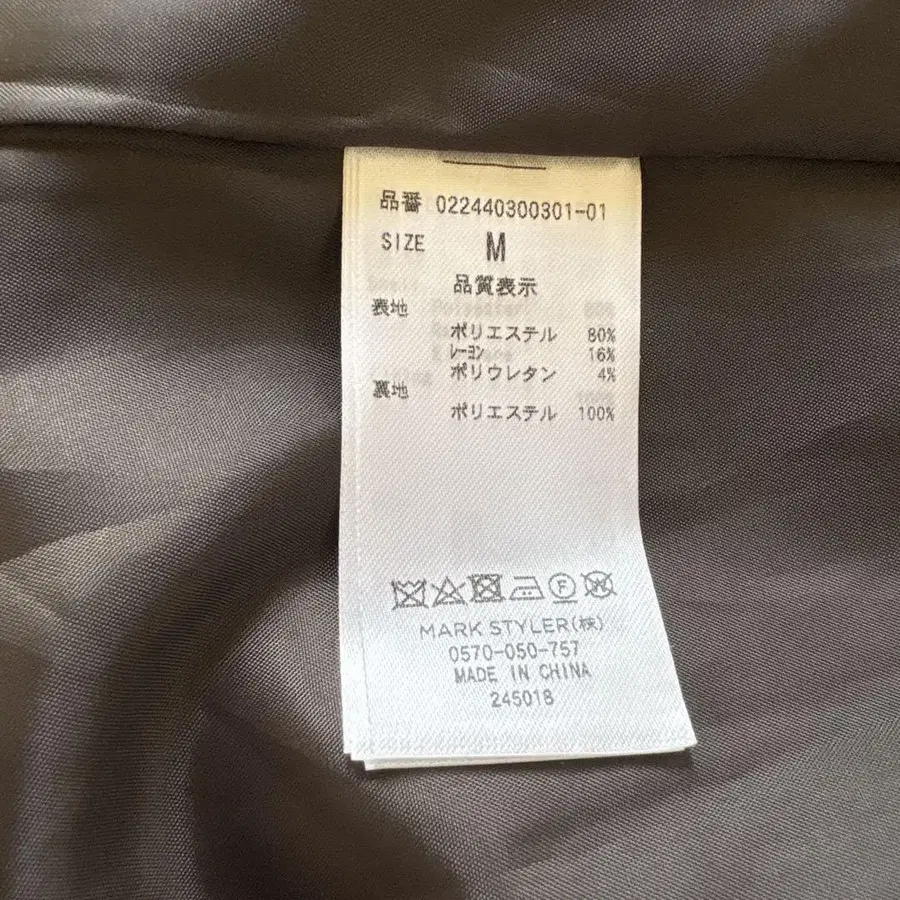 品番 022440300301-01
SIZE M
品質表示
表地
ポリエステル 80%
レーヨン 16%
ポリウレタン 4%
裏地
ポリエステル 100%
F W
MARK STYLER(株)
0570-050-757
MADE IN CHINA
245018